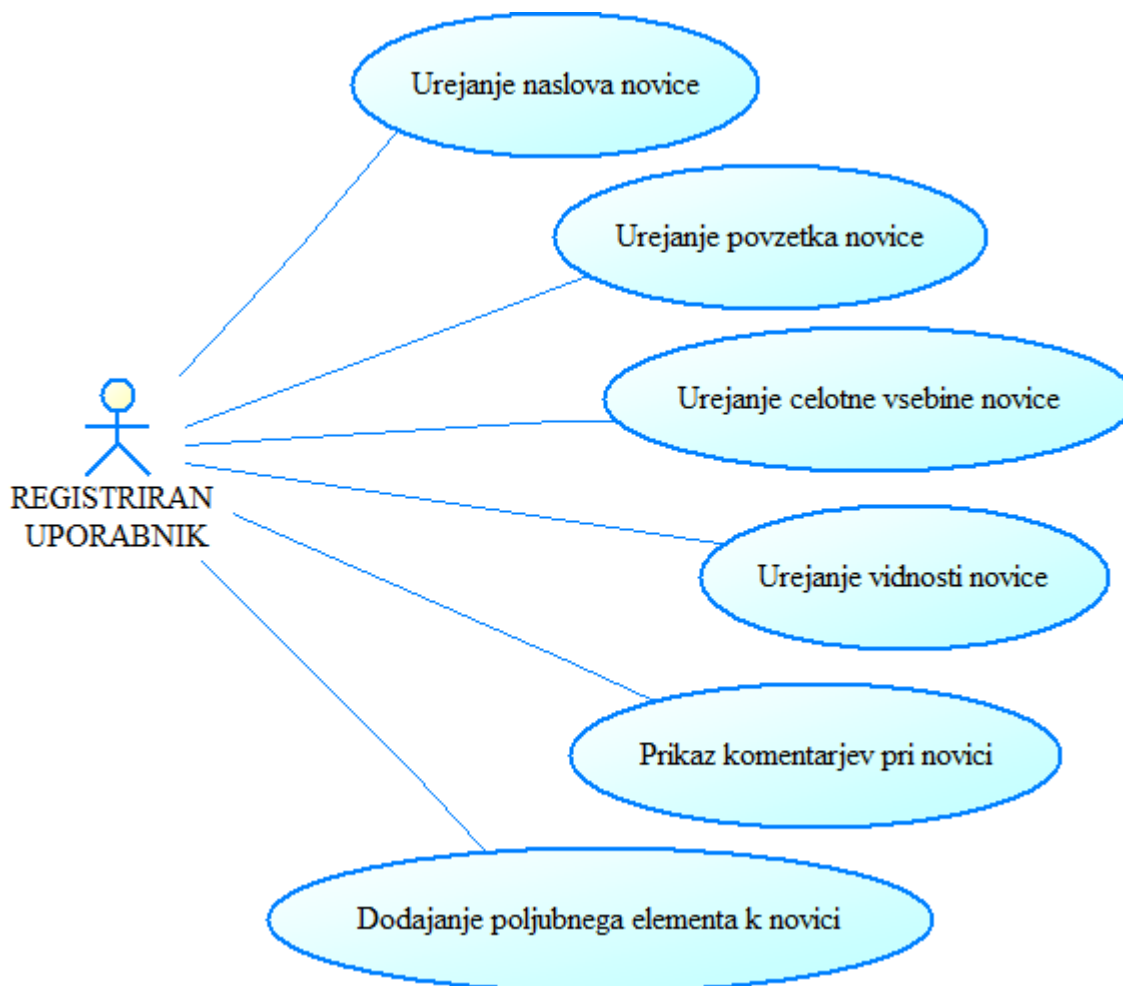 Urejanje naslova novice
Urejanje povzetka novice
Urejanje celotne vsebine novice
REGISTRIRAN
UPORABNIK
Urejanje vidnosti novice
Prikaz komentarjev pri novici
Dodajanje poljubnega elementa k novici